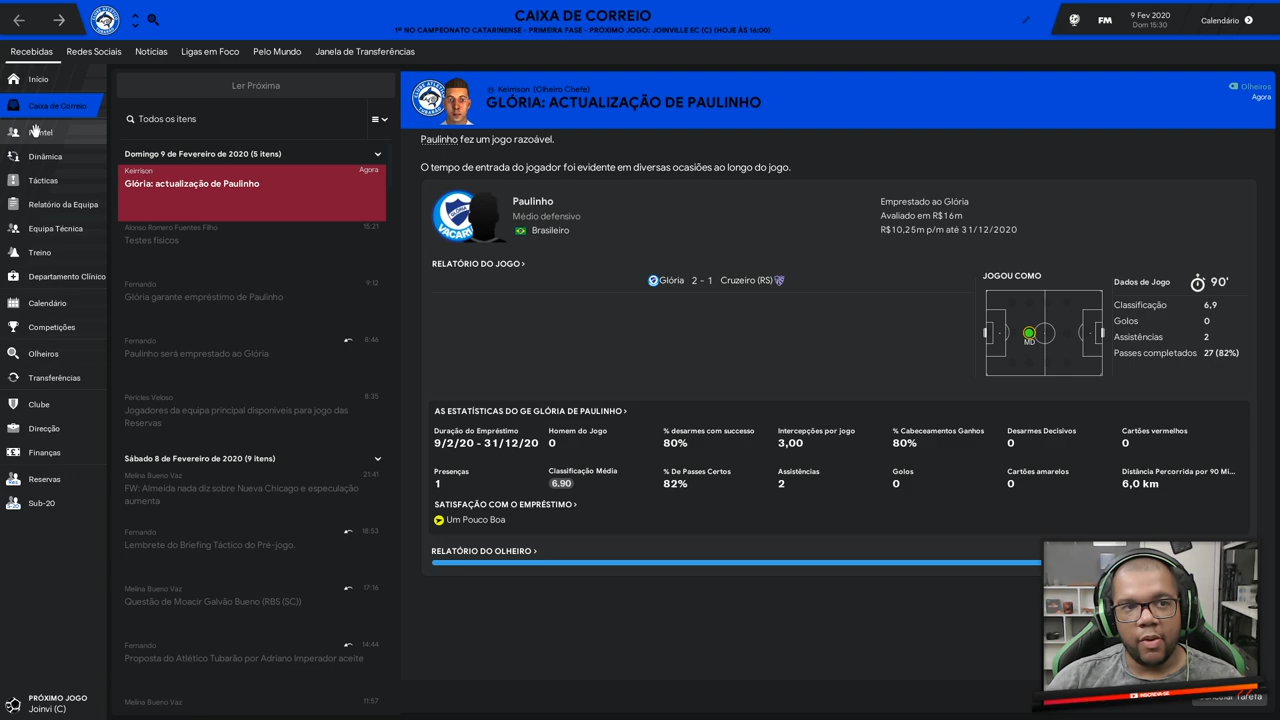 CAIXA DE CORREIO
1º NO CAMPEONATO CATARINENSE - PRIMEIRA FASE - PRÓXIMO JOGO: JOINVILLE EC (C) (HOJE ÀS 16:00)
FM
9 Fev 2020
Dom 15:30
Calendário
Recebidas Redes Sociais Notícias Ligas em Foco Pelo Mundo Janela de Transferências
Início
Caixa de Correio
Dinâmica
Tácticas
Relatório da Equipa
Equipa Técnica
Treino
Departamento Clínico
Calendário
Competições
Olheiros
Transferências
Clube
Direcção
Finanças
Reservas
Sub-20
PRÓXIMO JOGO
Joinvi (C)
Ler Próxima
Todos os itens
Domingo 9 de Fevereiro de 2020 (5 itens)
Keirrison Agora
Glória: actualização de Paulinho
Alonso Romero Fuentes Filho 15:21
Testes físicos
Fernando 9:12
Glória garante empréstimo de Paulinho
Fernando 8:46
Paulinho será emprestado ao Glória
Péricles Veloso 8:35
Jogadores da equipa principal disponíveis para jogo das
Reservas
Sábado 8 de Fevereiro de 2020 (9 itens)
Melina Bueno Vaz 21:41
FW: Almeida nada diz sobre Nueva Chicago e especulação
aumenta
Fernando 18:53
Lembrete do Briefing Táctico do Pré-jogo.
Melina Bueno Vaz 17:16
Questão de Moacir Galvão Bueno (RBS (SC))
Fernando 14:44
Proposta do Atlético Tubarão por Adriano Imperador aceite
Melina Bueno Vaz 11:57
Keirrison (Olheiro Chefe)
GLÓRIA: ACTUALIZAÇÃO DE PAULINHO
Olheiros
Agora
Paulinho fez um jogo razoável.
O tempo de entrada do jogador foi evidente em diversas ocasiões ao longo do jogo.
Paulinho
Médio defensivo
Brasileiro
Emprestado ao Glória
Avaliado em R$16m
R$10,25m p/m até 31/12/2020
RELATÓRIO DO JOGO >
Glória 2 - 1 Cruzeiro (RS)
JOGOU COMO
MD
Dados de Jogo 90'
Classificação 6,9
Golos 0
Assistências 2
Passes completados 27 (82%)
AS ESTATÍSTICAS DO GE GLÓRIA DE PAULINHO >
Duração do Empréstimo Homem do Jogo % desarmes com successo Intercepções por jogo % Cabeceamentos Ganhos Desarmes Decisivos Cartões vermelhos
9/2/20 - 31/12/20 0 80% 3,00 80% 0 0
Presenças Classificação Média % De Passes Certos Assistências Golos Cartões amarelos Distância Percorrida por 90 Mi...
1 6.90 82% 2 0 0 6,0 km
SATISFAÇÃO COM O EMPRÉSTIMO >
Um Pouco Boa
RELATÓRIO DO OLHEIRO >
INSCREVA-SE